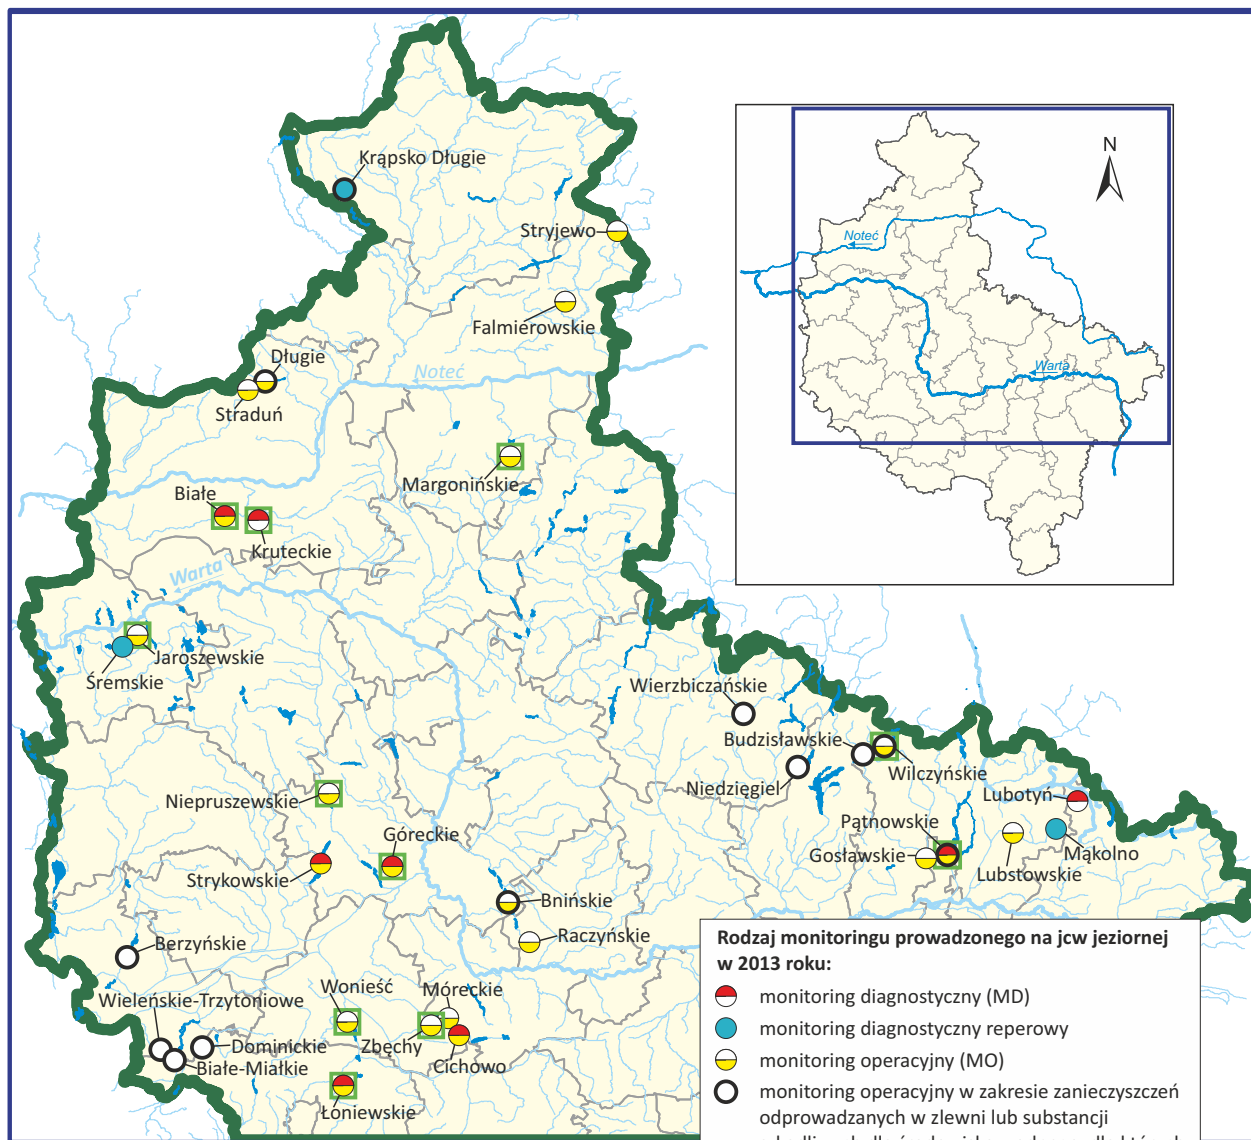 N
Noteć
Warta
Krąpsko Długie
Stryjewo
Falmierowskie
Długie
Noteć
Straduń
Margonińskie
Białe
Kruteckie
Warta
Jaroszewskie
Śremskie
Wierzbiczańskie
Budzisławskie
Wilczyńskie
Niedzięgiel
Lubotyń
Niepruszewskie
Pątnowskie
Góreckie
Gosławskie
Mąkolno
Lubstowskie
Strykowskie
Bnińskie
Raczyńskie
Berzyńskie
Wonieść
Móreckie
Wieleńskie-Trzytoniowe
Zbęchy
Dominickie
Cichowo
Białe-Miałkie
Łoniewskie
Rodzaj monitoringu prowadzonego na jcw jeziornej
w 2013 roku:
monitoring diagnostyczny (MD)
monitoring diagnostyczny reperowy
monitoring operacyjny (MO)
monitoring operacyjny w zakresie zanieczyszczeń
odprowadzanych w zlewni lub substancji